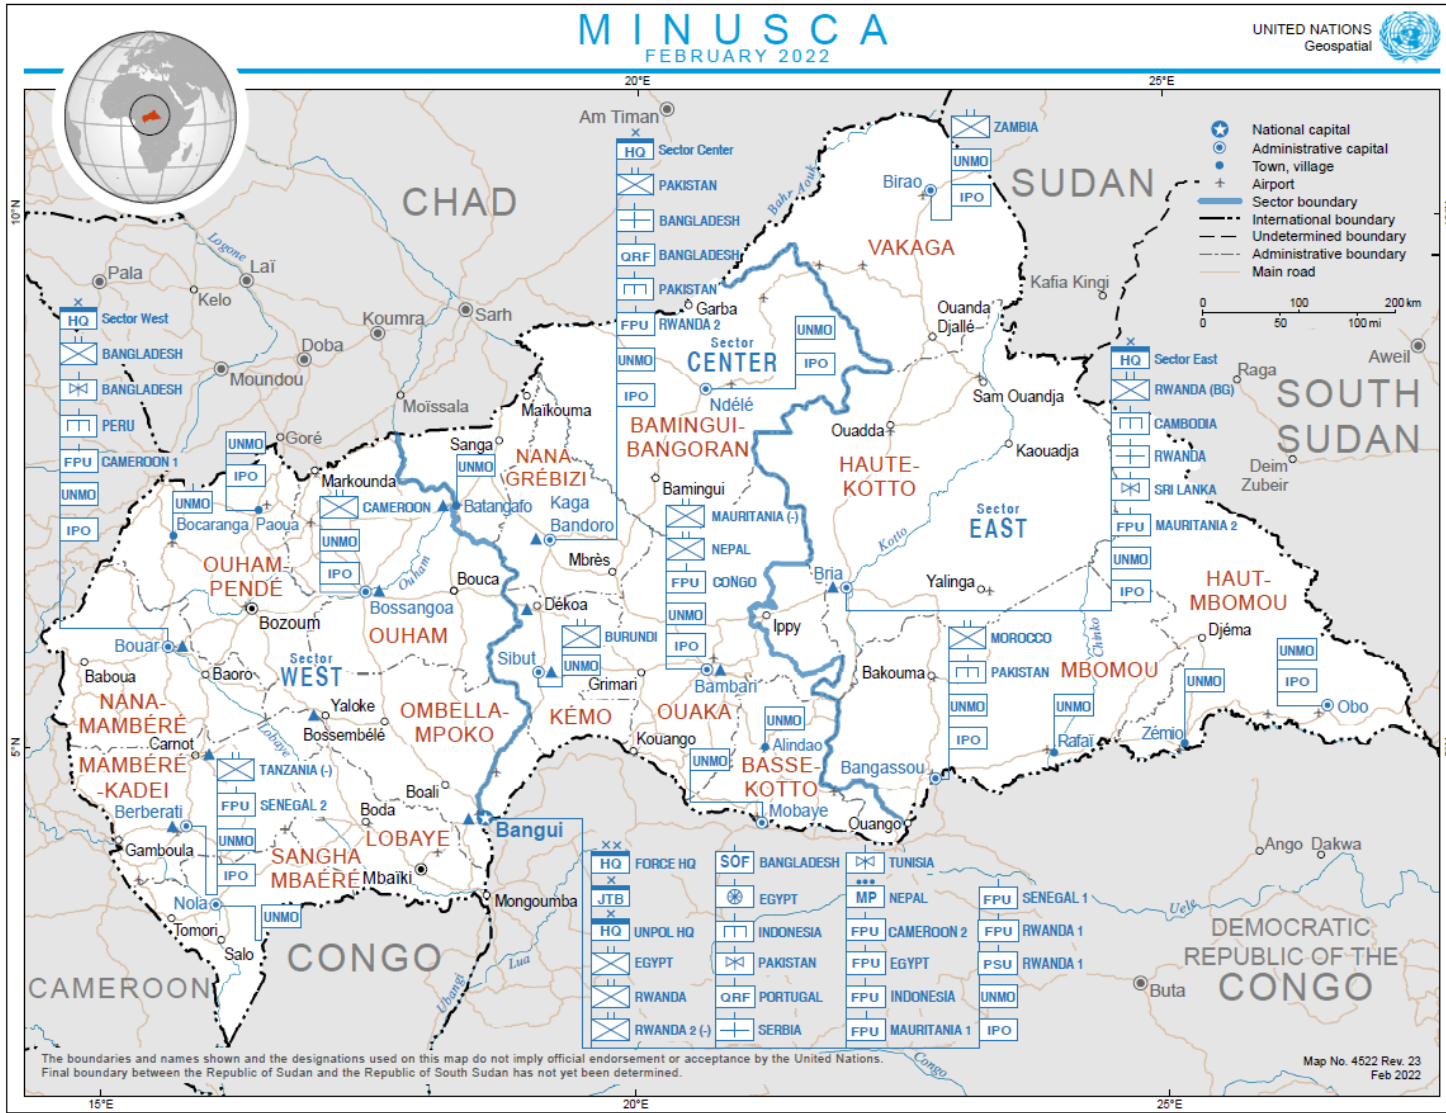 MINUSCA
FEBRUARY 2022
UNITED NATIONS
Geospatial
20°E
25°E
10°N
5°N
15°E
20°E
25°E
National capital
Administrative capital
Town, village
Airport
Sector boundary
International boundary
Undetermined boundary
Administrative boundary
Main road
0 100 200 km
0 50 100 mi
CHAD
SUDAN
SOUTH
SUDAN
DEMOCRATIC
REPUBLIC OF THE
CONGO
CONGO
CAMEROON
Am Timan
Pala
Kelo
Laï
Logone
Koumra
Sarh
Doba
Moundou
Moïssala
Goré
Bahr Aouk
Kafia Kingi
Aweil
Raga
Deim
Zubeir
HQ Sector West
BANGLADESH
BANGLADESH
PERU
FPU CAMEROON 1
UNMO
IPO
HQ Sector Center
PAKISTAN
BANGLADESH
QRF BANGLADESH
PAKISTAN
FPU RWANDA 2
UNMO
IPO
ZAMBIA
UNMO
IPO
Birao
VAKAGA
Garba
Ouanda
Djallé
Sector
CENTER
UNMO
IPO
Ndélé
Sam Ouandja
BAMINGUI-
BANGORAN
Ouadda
Kaouadja
HAUTE-
KOTTO
Sector
EAST
Kotto
Bria
Yalinga
HQ Sector East
RWANDA (BG)
CAMBODIA
RWANDA
SRI LANKA
FPU MAURITANIA 2
UNMO
IPO
HAUT-
MBOMOU
Djéma
Chinko
MBOMOU
MOROCCO
PAKISTAN
UNMO
IPO
Bakouma
Bangassou
UNMO
Rafaï
UNMO
Zémio
UNMO
IPO
Obo
Maïkouma
Sanga
UNMO
NANA-
GRÉBIZI
Kaga
Bandoro
Batangafo
Bamingui
Mbrès
MAURITANIA (-)
NEPAL
FPU CONGO
UNMO
IPO
Ippy
Bambari
UNMO
IPO
Markounda
CAMEROON
UNMO
IPO
UNMO
Bocaranga
Paoua
OUHAM-
PENDÉ
Ouham
Bossangoa
Bouca
Dékoa
Bozoum
OUHAM
Bouar
Sector
WEST
BURUNDI
UNMO
Sibut
Grimari
Baboua
Baoro
NANA-
MAMBÉRÉ
Yaloke
Bossembélé
OMBELLA-
MPOKO
KÉMO
OUAKA
Kouango
UNMO
Alindao
BASSE-
KOTTO
UNMO
Mobaye
Ouango
Carnot
Lobaye
MAMBÉRÉ
-KADEI
TANZANIA (-)
FPU SENEGAL 2
UNMO
IPO
Berberati
Gamboula
Boali
Boda
LOBAYE
Bangui
SANGHA
MBAÉRÉ
Mbaïki
Nola
UNMO
Mongoumba
Tomori
Salo
Lua
Ubangi
Congo
Uele
Ango
Dakwa
Buta
HQ FORCE HQ
JTB
HQ UNPOL HQ
EGYPT
RWANDA
RWANDA 2 (-)
SOF BANGLADESH
EGYPT
INDONESIA
PAKISTAN
QRF PORTUGAL
SERBIA
TUNISIA
MP NEPAL
FPU CAMEROON 2
FPU EGYPT
FPU INDONESIA
FPU MAURITANIA 1
FPU SENEGAL 1
FPU RWANDA 1
PSU RWANDA 1
UNMO
IPO
The boundaries and names shown and the designations used on this map do not imply official endorsement or acceptance by the United Nations.
Final boundary between the Republic of Sudan and the Republic of South Sudan has not yet been determined.
Map No. 4522 Rev. 23
Feb 2022